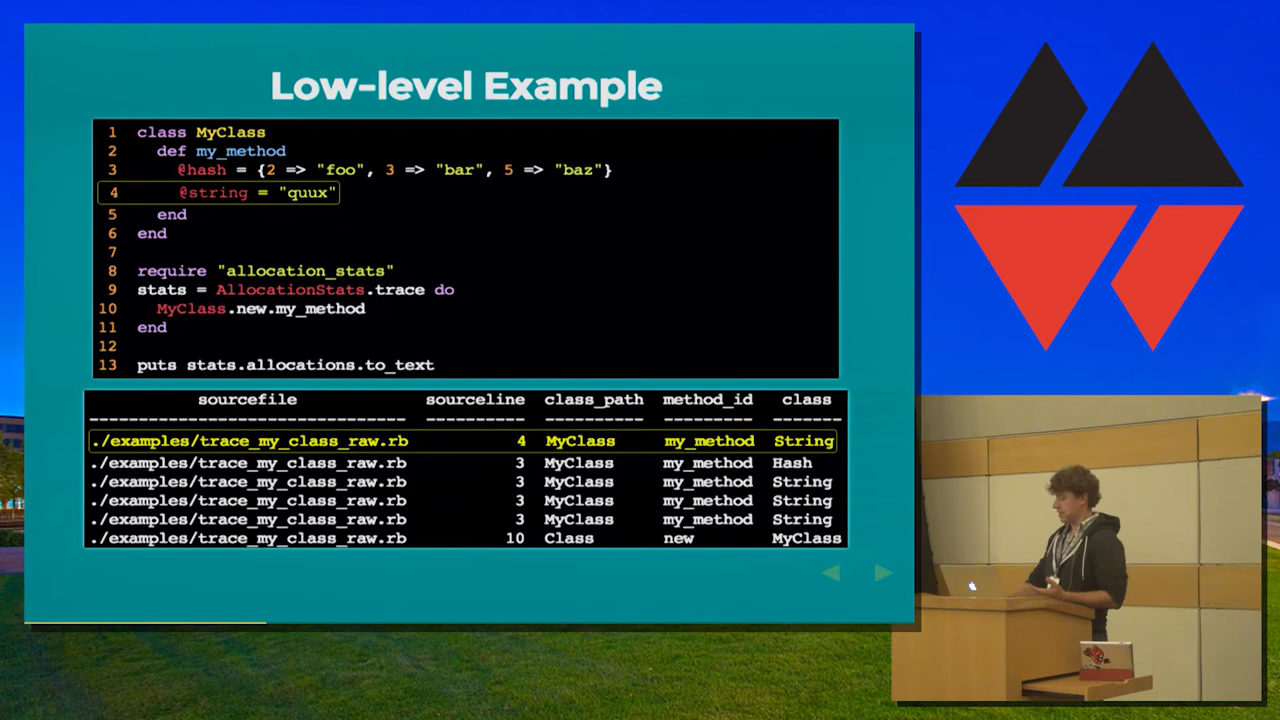 Low-level Example
1 class MyClass
2 def my_method
3 @hash = {2 => "foo", 3 => "bar", 5 => "baz"}
4 @string = "quux"
5 end
6 end
7
8 require "allocation_stats"
9 stats = AllocationStats.trace do
10 MyClass.new.my_method
11 end
12
13 puts stats.allocations.to_text
sourcefile sourceline class_path method_id class
---------------------------------- ---------- ---------- --------- -------
./examples/trace_my_class_raw.rb 4 MyClass my_method String
./examples/trace_my_class_raw.rb 3 MyClass my_method Hash
./examples/trace_my_class_raw.rb 3 MyClass my_method String
./examples/trace_my_class_raw.rb 3 MyClass my_method String
./examples/trace_my_class_raw.rb 3 MyClass my_method String
./examples/trace_my_class_raw.rb 10 Class new MyClass